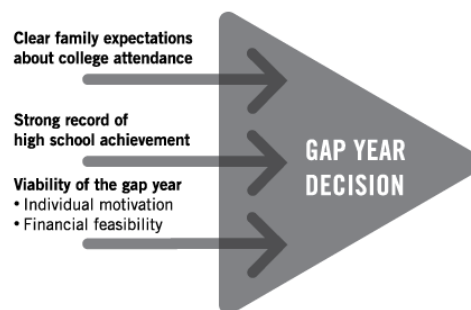 Clear family expectations
about college attendance
Strong record of
high school achievement
Viability of the gap year
• Individual motivation
• Financial feasibility
GAP YEAR
DECISION